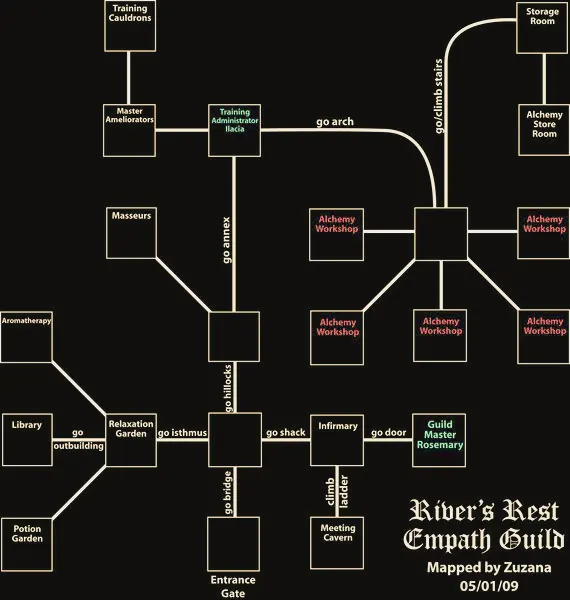 Training
Cauldrons
Storage
Room
go/climb stairs
Master
Ameliorators
Training
Administrator
Ilacia
go arch
Alchemy
Store
Room
Masseurs
go annex
Alchemy
Workshop
Alchemy
Workshop
Aromatherapy
Alchemy
Workshop
Alchemy
Workshop
Alchemy
Workshop
go hillocks
Library
go
outbuilding
Relaxation
Garden
go isthmus
go shack
Infirmary
go door
Guild
Master
Rosemary
go bridge
climb
ladder
Potion
Garden
Entrance
Gate
Meeting
Cavern
River's Rest
Empath Guild
Mapped by Zuzana
05/01/09